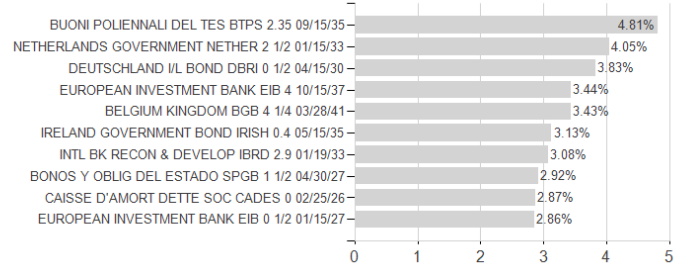 BUONI POLIENNALI DEL TES BTPS 2.35 09/15/35 4.81%
NETHERLANDS GOVERNMENT NETHER 2 1/2 01/15/33 4.05%
DEUTSCHLAND I/L BOND DBRI 0 1/2 04/15/30 3.83%
EUROPEAN INVESTMENT BANK EIB 4 10/15/37 3.44%
BELGIUM KINGDOM BGB 4 1/4 03/28/41 3.43%
IRELAND GOVERNMENT BOND IRISH 0.4 05/15/35 3.13%
INTL BK RECON & DEVELOP IBRD 2.9 01/19/33 3.08%
BONOS Y OBLIG DEL ESTADO SPGB 1 1/2 04/30/27 2.92%
CAISSE D'AMORT DETTE SOC CADES 0 02/25/26 2.87%
EUROPEAN INVESTMENT BANK EIB 0 1/2 01/15/27 2.86%
0 1 2 3 4 5